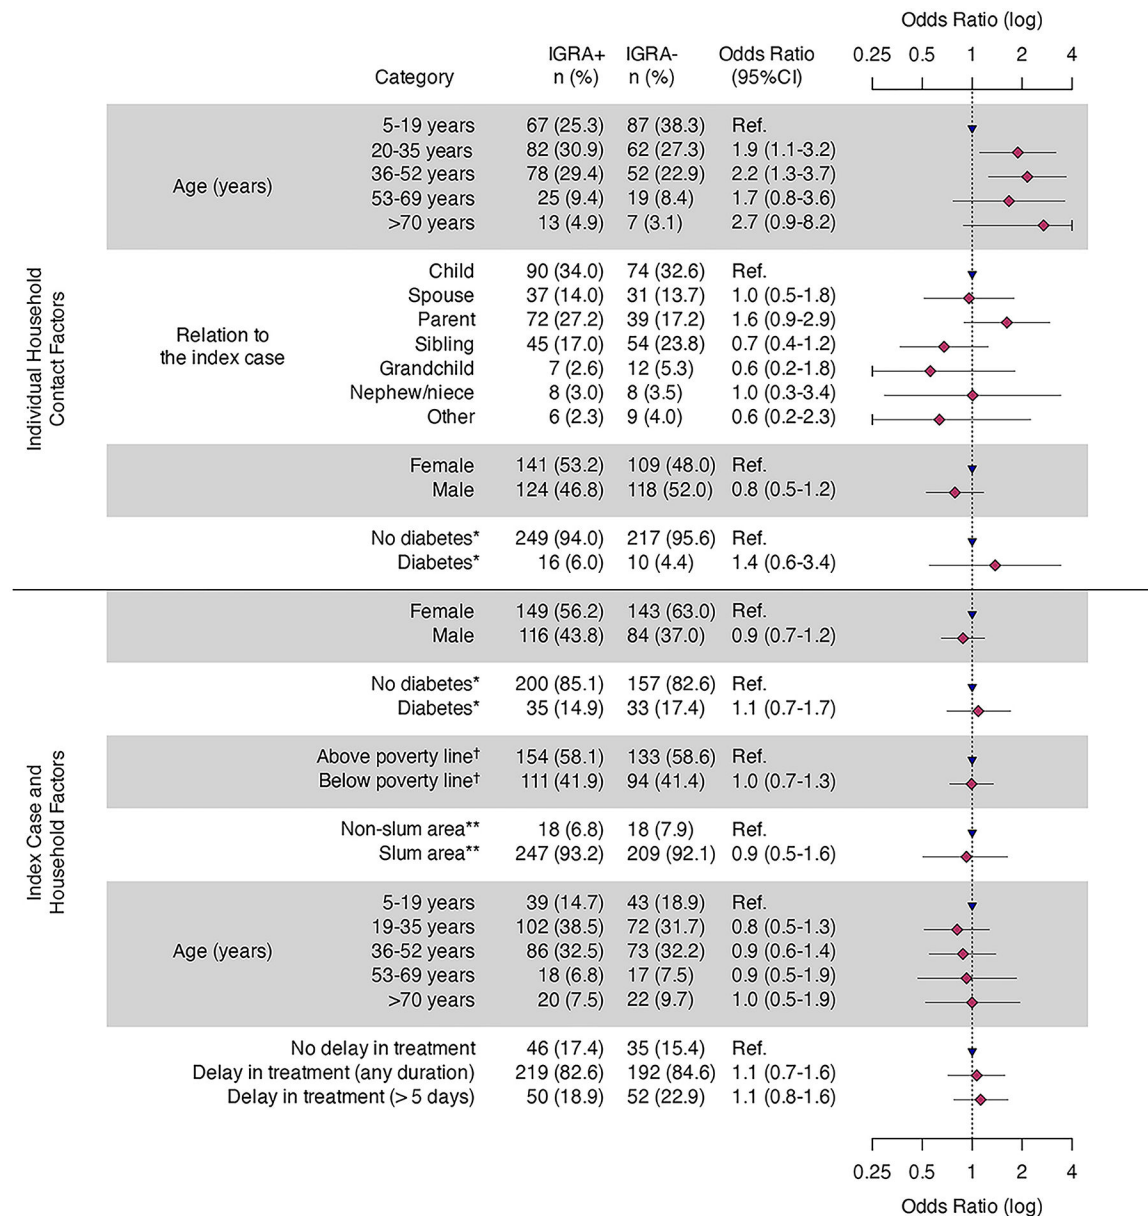 Odds Ratio (log)
0.25 0.5 1 2 4
IGRA+ IGRA- Odds Ratio
Category n (%) n (%) (95%CI)
Individual Household
Contact Factors
Age (years)
5-19 years 67 (25.3) 87 (38.3) Ref.
20-35 years 82 (30.9) 62 (27.3) 1.9 (1.1-3.2)
36-52 years 78 (29.4) 52 (22.9) 2.2 (1.3-3.7)
53-69 years 25 (9.4) 19 (8.4) 1.7 (0.8-3.6)
>70 years 13 (4.9) 7 (3.1) 2.7 (0.9-8.2)
Relation to
the index case
Child 90 (34.0) 74 (32.6) Ref.
Spouse 37 (14.0) 31 (13.7) 1.0 (0.5-1.8)
Parent 72 (27.2) 39 (17.2) 1.6 (0.9-2.9)
Sibling 45 (17.0) 54 (23.8) 0.7 (0.4-1.2)
Grandchild 7 (2.6) 12 (5.3) 0.6 (0.2-1.8)
Nephew/niece 8 (3.0) 8 (3.5) 1.0 (0.3-3.4)
Other 6 (2.3) 9 (4.0) 0.6 (0.2-2.3)
Female 141 (53.2) 109 (48.0) Ref.
Male 124 (46.8) 118 (52.0) 0.8 (0.5-1.2)
No diabetes* 249 (94.0) 217 (95.6) Ref.
Diabetes* 16 (6.0) 10 (4.4) 1.4 (0.6-3.4)
Index Case and
Household Factors
Female 149 (56.2) 143 (63.0) Ref.
Male 116 (43.8) 84 (37.0) 0.9 (0.7-1.2)
No diabetes* 200 (85.1) 157 (82.6) Ref.
Diabetes* 35 (14.9) 33 (17.4) 1.1 (0.7-1.7)
Above poverty line† 154 (58.1) 133 (58.6) Ref.
Below poverty line† 111 (41.9) 94 (41.4) 1.0 (0.7-1.3)
Non-slum area** 18 (6.8) 18 (7.9) Ref.
Slum area** 247 (93.2) 209 (92.1) 0.9 (0.5-1.6)
Age (years)
5-19 years 39 (14.7) 43 (18.9) Ref.
19-35 years 102 (38.5) 72 (31.7) 0.8 (0.5-1.3)
36-52 years 86 (32.5) 73 (32.2) 0.9 (0.6-1.4)
53-69 years 18 (6.8) 17 (7.5) 0.9 (0.5-1.9)
>70 years 20 (7.5) 22 (9.7) 1.0 (0.5-1.9)
No delay in treatment 46 (17.4) 35 (15.4) Ref.
Delay in treatment (any duration) 219 (82.6) 192 (84.6) 1.1 (0.7-1.6)
Delay in treatment (> 5 days) 50 (18.9) 52 (22.9) 1.1 (0.8-1.6)
0.25 0.5 1 2 4
Odds Ratio (log)